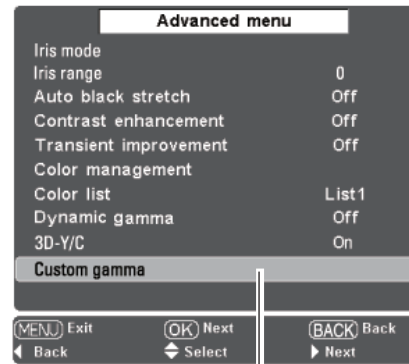 Advanced menu
Iris mode
Iris range 0
Auto black stretch Off
Contrast enhancement Off
Transient improvement Off
Color management
Color list List1
Dynamic gamma Off
3D-Y/C On
Custom gamma
MENU Exit OK Next BACK Back
Back Select Next